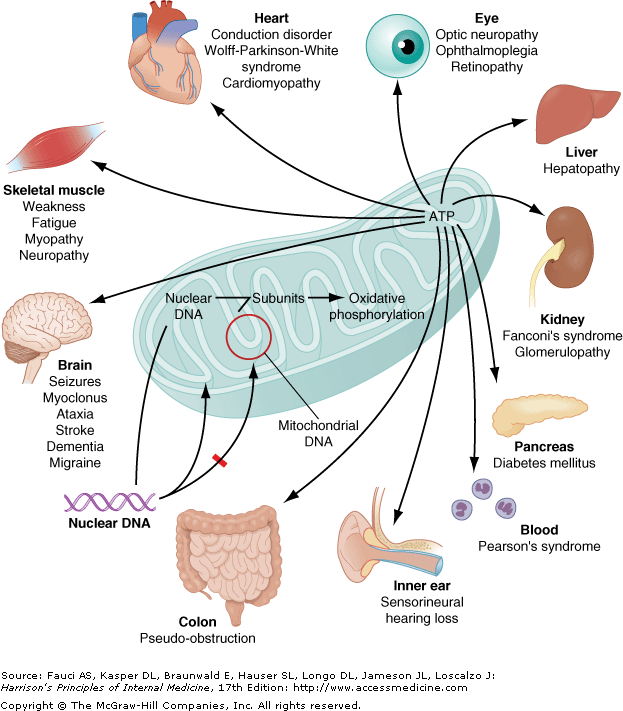 Heart
Conduction disorder
Wolff-Parkinson-White
syndrome
Cardiomyopathy
Eye
Optic neuropathy
Ophthalmoplegia
Retinopathy
Liver
Hepatopathy
Skeletal muscle
Weakness
Fatigue
Myopathy
Neuropathy
ATP
Kidney
Fanconi's syndrome
Glomerulopathy
Nuclear
DNA
Subunits
Oxidative
phosphorylation
Mitochondrial
DNA
Brain
Seizures
Myoclonus
Ataxia
Stroke
Dementia
Migraine
Pancreas
Diabetes mellitus
Nuclear DNA
Blood
Pearson's syndrome
Inner ear
Sensorineural
hearing loss
Colon
Pseudo-obstruction
Source: Fauci AS, Kasper DL, Braunwald E, Hauser SL, Longo DL, Jameson JL, Loscalzo J:
Harrison's Principles of Internal Medicine, 17th Edition: http://www.accessmedicine.com
Copyright © The McGraw-Hill Companies, Inc. All rights reserved.